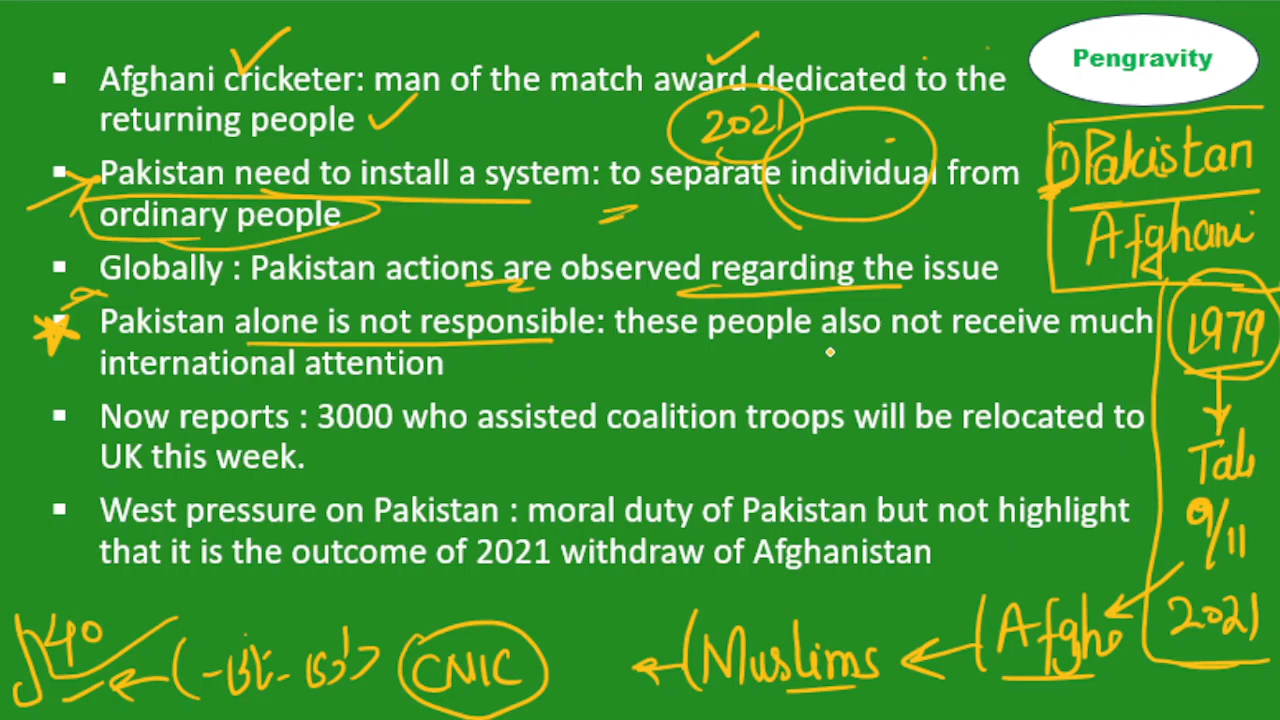 Pengravity
▪ Afghani cricketer: man of the match award dedicated to the
returning people
2021
▪ Pakistan need to install a system: to separate individual from
ordinary people
▪ Globally : Pakistan actions are observed regarding the issue
▪ Pakistan alone is not responsible: these people also not receive much
international attention
▪ Now reports : 3000 who assisted coalition troops will be relocated to
UK this week.
▪ West pressure on Pakistan : moral duty of Pakistan but not highlight
that it is the outcome of 2021 withdraw of Afghanistan
① Pakistan
Afghani
1979
Tal
9/11
2021
40
CNIC
Muslims
Afgh